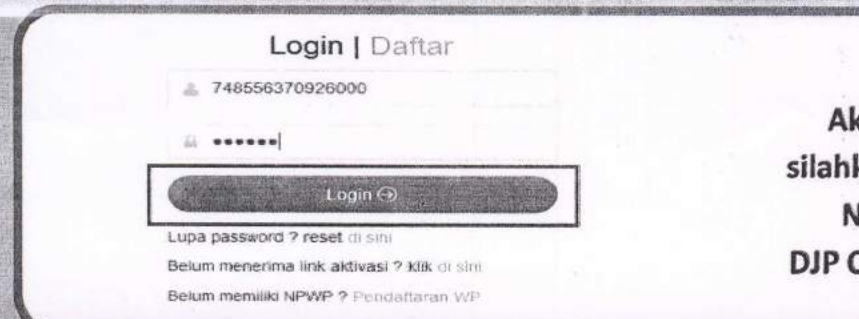 Login | Daftar
748556370926000
••••••|
Login
Lupa password ? reset di sini
Belum menerima link aktivasi ? klik di sini
Belum memiliki NPWP ? Pendaftaran WP
Ak
silahk
N
DJP O